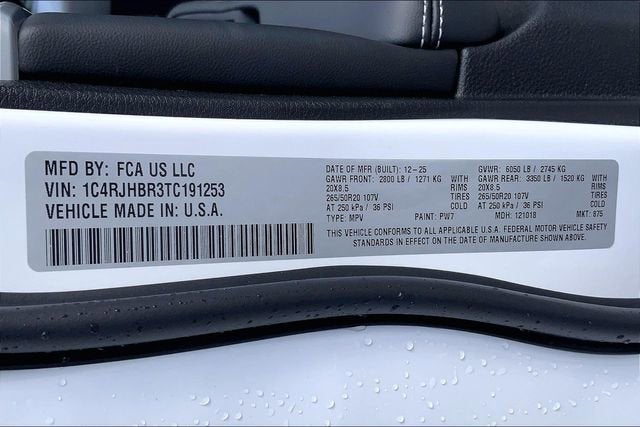 MFD BY: FCA US LLC
VIN: 1C4RJHBR3TC191253
VEHICLE MADE IN: U.S.A.
DATE OF MFR (BUILT): 12-25 GVWR: 6050 LB / 2745 KG
GAWR FRONT: 2800 LB / 1271 KG GAWR REAR: 3350 LB / 1520 KG
20X8.5 RIMS 20X8.5 RIMS
265/50R20 107V TIRES 265/50R20 107V TIRES
AT 250 kPa / 36 PSI COLD AT 250 kPa / 36 PSI COLD
TYPE: MPV PAINT: PW7 MDH: 121018 MKT: 875
THIS VEHICLE CONFORMS TO ALL APPLICABLE U.S.A. FEDERAL MOTOR VEHICLE SAFETY
STANDARDS IN EFFECT ON THE DATE OF MANUFACTURE SHOWN ABOVE.